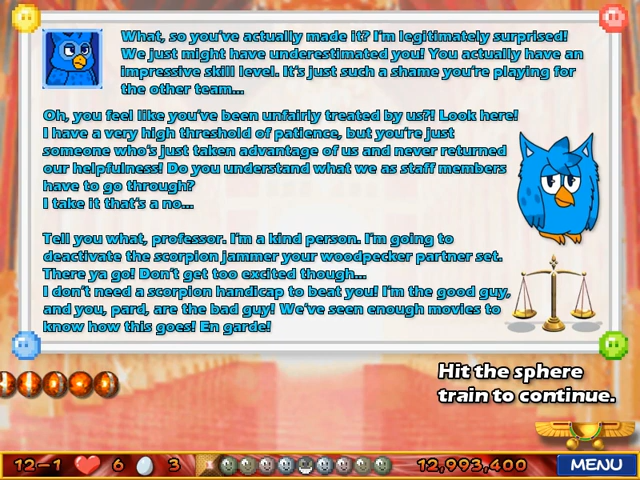 What, so you've actually made it? I'm legitimately surprised!
We just might have underestimated you! You actually have an
impressive skill level. It's just such a shame you're playing for
the other team...
Oh, you feel like you've been unfairly treated by us?! Look here!
I have a very high threshold of patience, but you're just
someone who's just taken advantage of us and never returned
our helpfulness! Do you understand what we as staff members
have to go through?
I take it that's a no...
Tell you what, professor. I'm a kind person. I'm going to
deactivate the scorpion jammer your woodpecker partner set.
There ya go! Don't get too excited though...
I don't need a scorpion handicap to beat you! I'm the good guy,
and you, pard, are the bad guy! We've seen enough movies to
know how this goes! En garde!
Hit the sphere
train to continue.
12-1 6 3 12,993,400 MENU